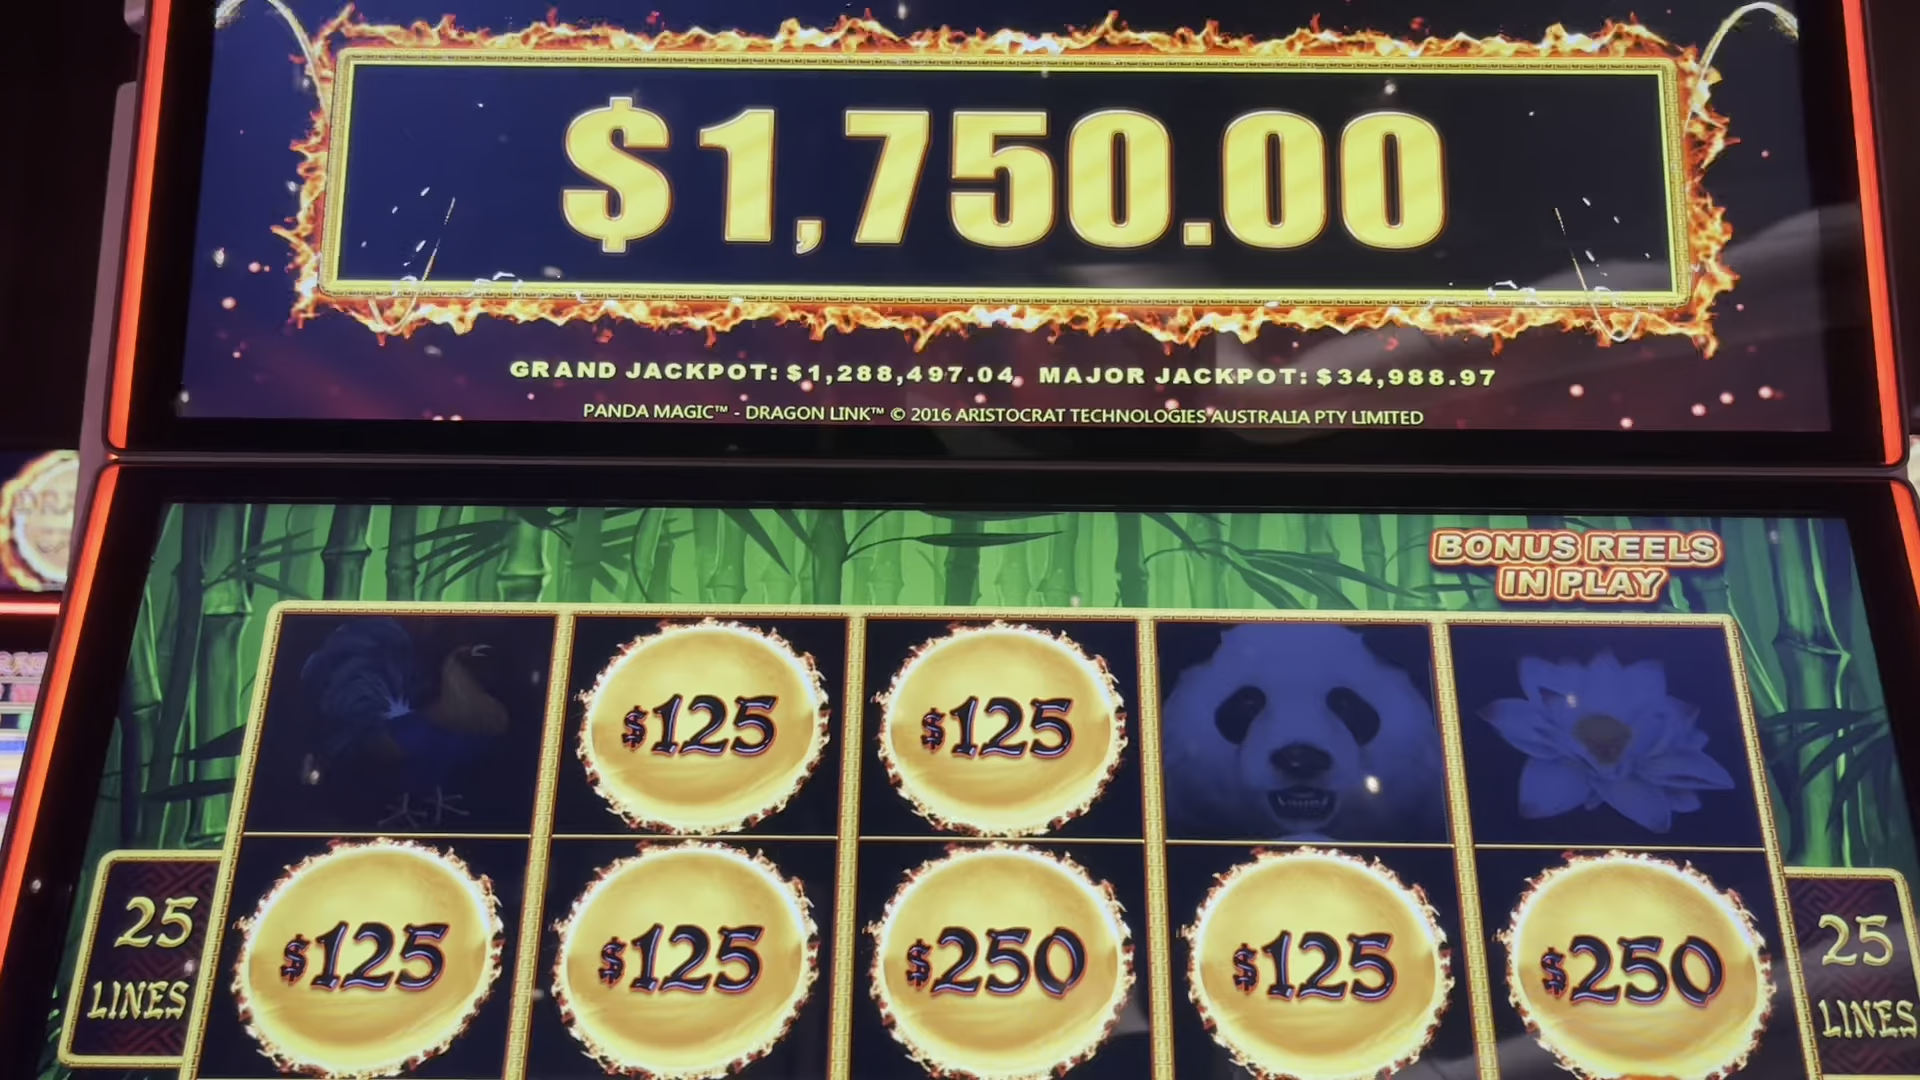 $1,750.00
GRAND JACKPOT: $1,288,497.04 MAJOR JACKPOT: $34,988.97
PANDA MAGIC™ - DRAGON LINK™ © 2016 ARISTOCRAT TECHNOLOGIES AUSTRALIA PTY LIMITED
BONUS REELS
IN PLAY
$125 $125
$125 $125 $250 $125 $250
25
LINES
25
LINES